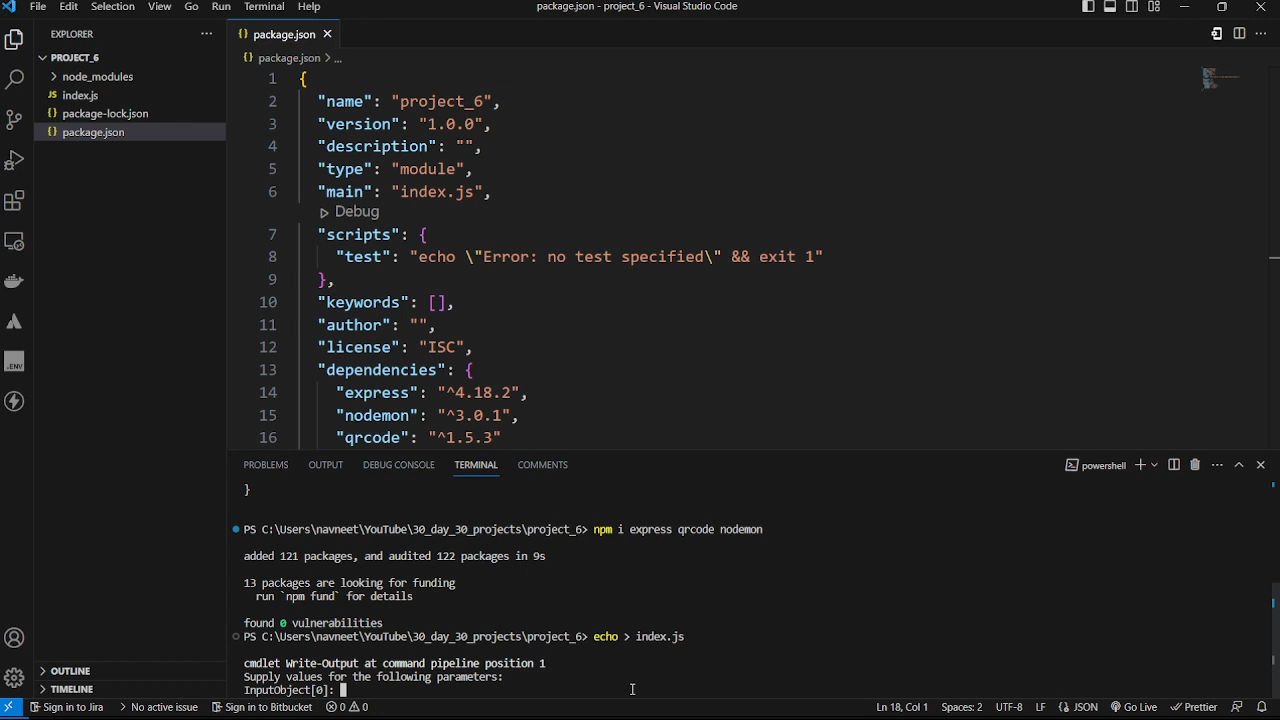 File Edit Selection View Go Run Terminal Help package.json - project_6 - Visual Studio Code
EXPLORER
PROJECT_6
node_modules
JS index.js
{} package-lock.json
{} package.json
OUTLINE
TIMELINE
.ENV
{} package.json
{} package.json > ...
1 {
2 "name": "project_6",
3 "version": "1.0.0",
4 "description": "",
5 "type": "module",
6 "main": "index.js",
Debug
7 "scripts": {
8 "test": "echo \"Error: no test specified\" && exit 1"
9 },
10 "keywords": [],
11 "author": "",
12 "license": "ISC",
13 "dependencies": {
14 "express": "^4.18.2",
15 "nodemon": "^3.0.1",
16 "qrcode": "^1.5.3"
PROBLEMS OUTPUT DEBUG CONSOLE TERMINAL COMMENTS powershell
}
PS C:\Users\navneet\YouTube\30_day_30_projects\project_6> npm i express qrcode nodemon
added 121 packages, and audited 122 packages in 9s
13 packages are looking for funding
run `npm fund` for details
found 0 vulnerabilities
PS C:\Users\navneet\YouTube\30_day_30_projects\project_6> echo > index.js
cmdlet Write-Output at command pipeline position 1
Supply values for the following parameters:
InputObject[0]:
Sign in to Jira No active issue Sign in to Bitbucket 0 0 Ln 18, Col 1 Spaces: 2 UTF-8 LF {} JSON Go Live Prettier